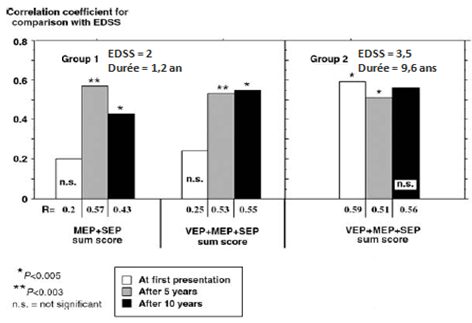 Correlation coefficient for
comparison with EDSS
0.8
0.6
0.4
0.2
0
Group 1
EDSS = 2
Durée = 1,2 an
Group 2
EDSS = 3,5
Durée = 9,6 ans
n.s.
**
*
n.s.
**
*
*
*
n.s.
R= 0.2 0.57 0.43 0.25 0.53 0.55 0.59 0.51 0.56
MEP+SEP
sum score
VEP+MEP+SEP
sum score
VEP+MEP+SEP
sum score
*P<0.005
**P<0.003
n.s. = not significant
At first presentation
After 5 years
After 10 years